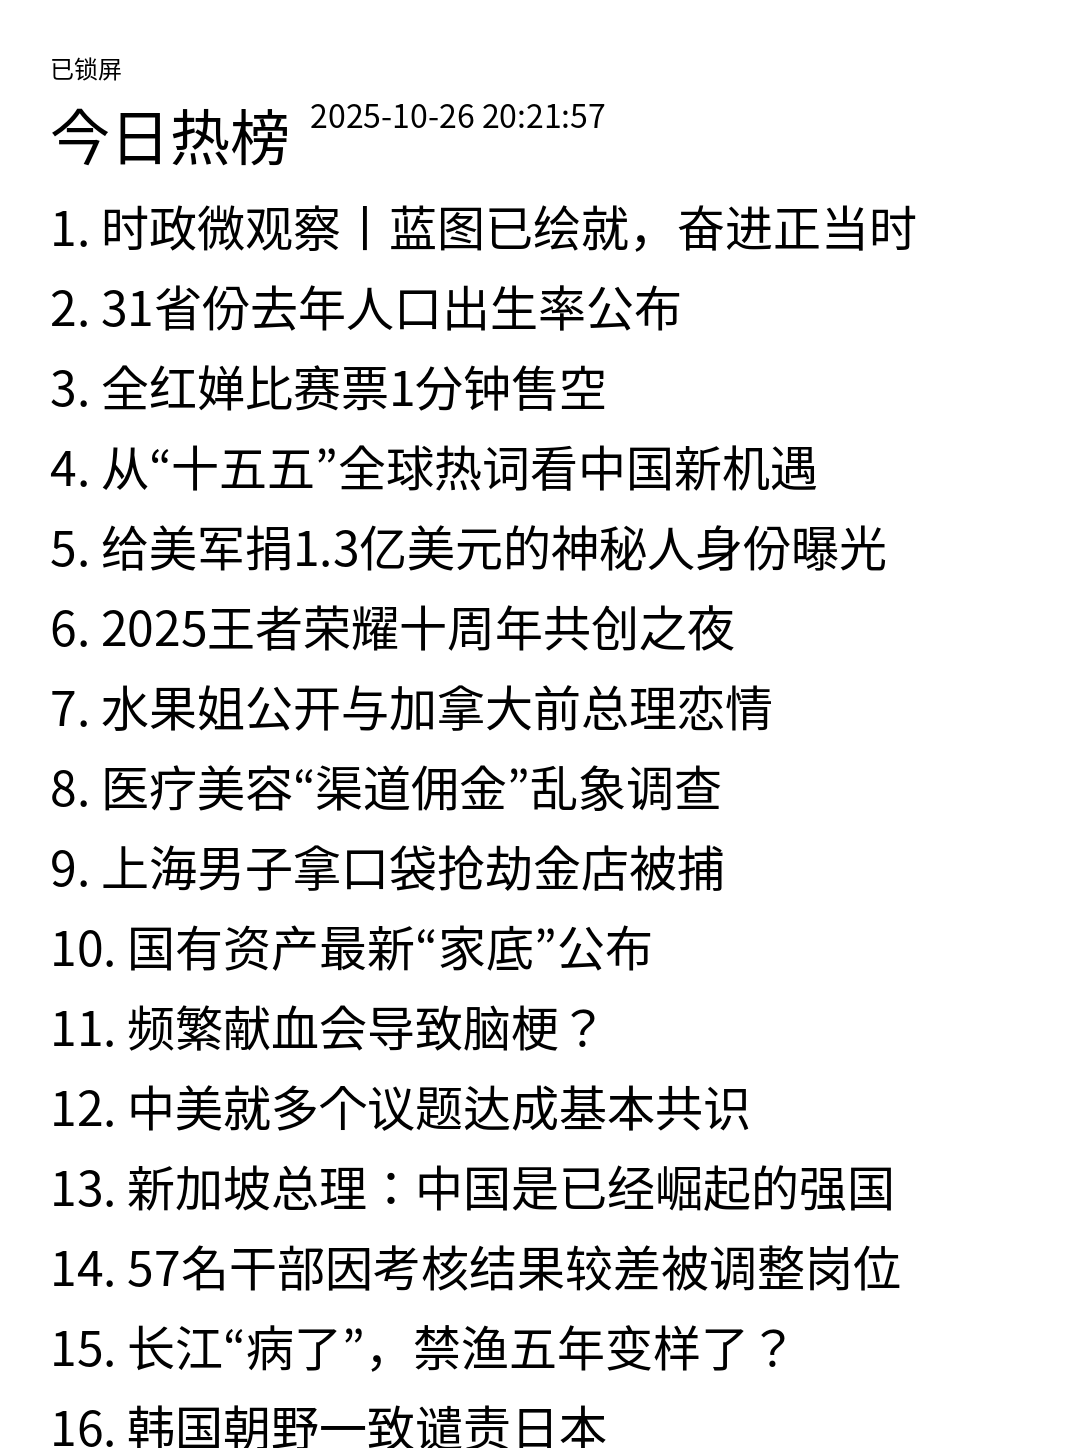 已锁屏
今日热榜 2025-10-26 20:21:57
1. 时政微观察丨蓝图已绘就，奋进正当时
2. 31省份去年人口出生率公布
3. 全红婵比赛票1分钟售空
4. 从“十五五”全球热词看中国新机遇
5. 给美军捐1.3亿美元的神秘人身份曝光
6. 2025王者荣耀十周年共创之夜
7. 水果姐公开与加拿大前总理恋情
8. 医疗美容“渠道佣金”乱象调查
9. 上海男子拿口袋抢劫金店被捕
10. 国有资产最新“家底”公布
11. 频繁献血会导致脑梗？
12. 中美就多个议题达成基本共识
13. 新加坡总理：中国是已经崛起的强国
14. 57名干部因考核结果较差被调整岗位
15. 长江“病了”，禁渔五年变样了？
16. 韩国朝野一致谴责日本